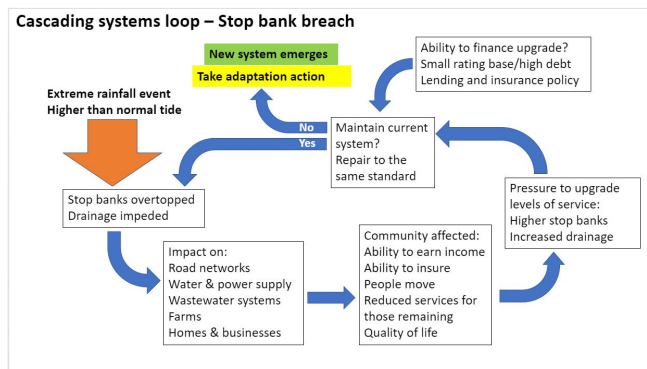 Cascading systems loop – Stop bank breach
New system emerges
Take adaptation action
Ability to finance upgrade?
Small rating base/high debt
Lending and insurance policy
Extreme rainfall event
Higher than normal tide
No
Yes
Maintain current
system?
Repair to the
same standard
Stop banks overtopped
Drainage impeded
Pressure to upgrade
levels of service:
Higher stop banks
Increased drainage
Impact on:
Road networks
Water & power supply
Wastewater systems
Farms
Homes & businesses
Community affected:
Ability to earn income
Ability to insure
People move
Reduced services for
those remaining
Quality of life